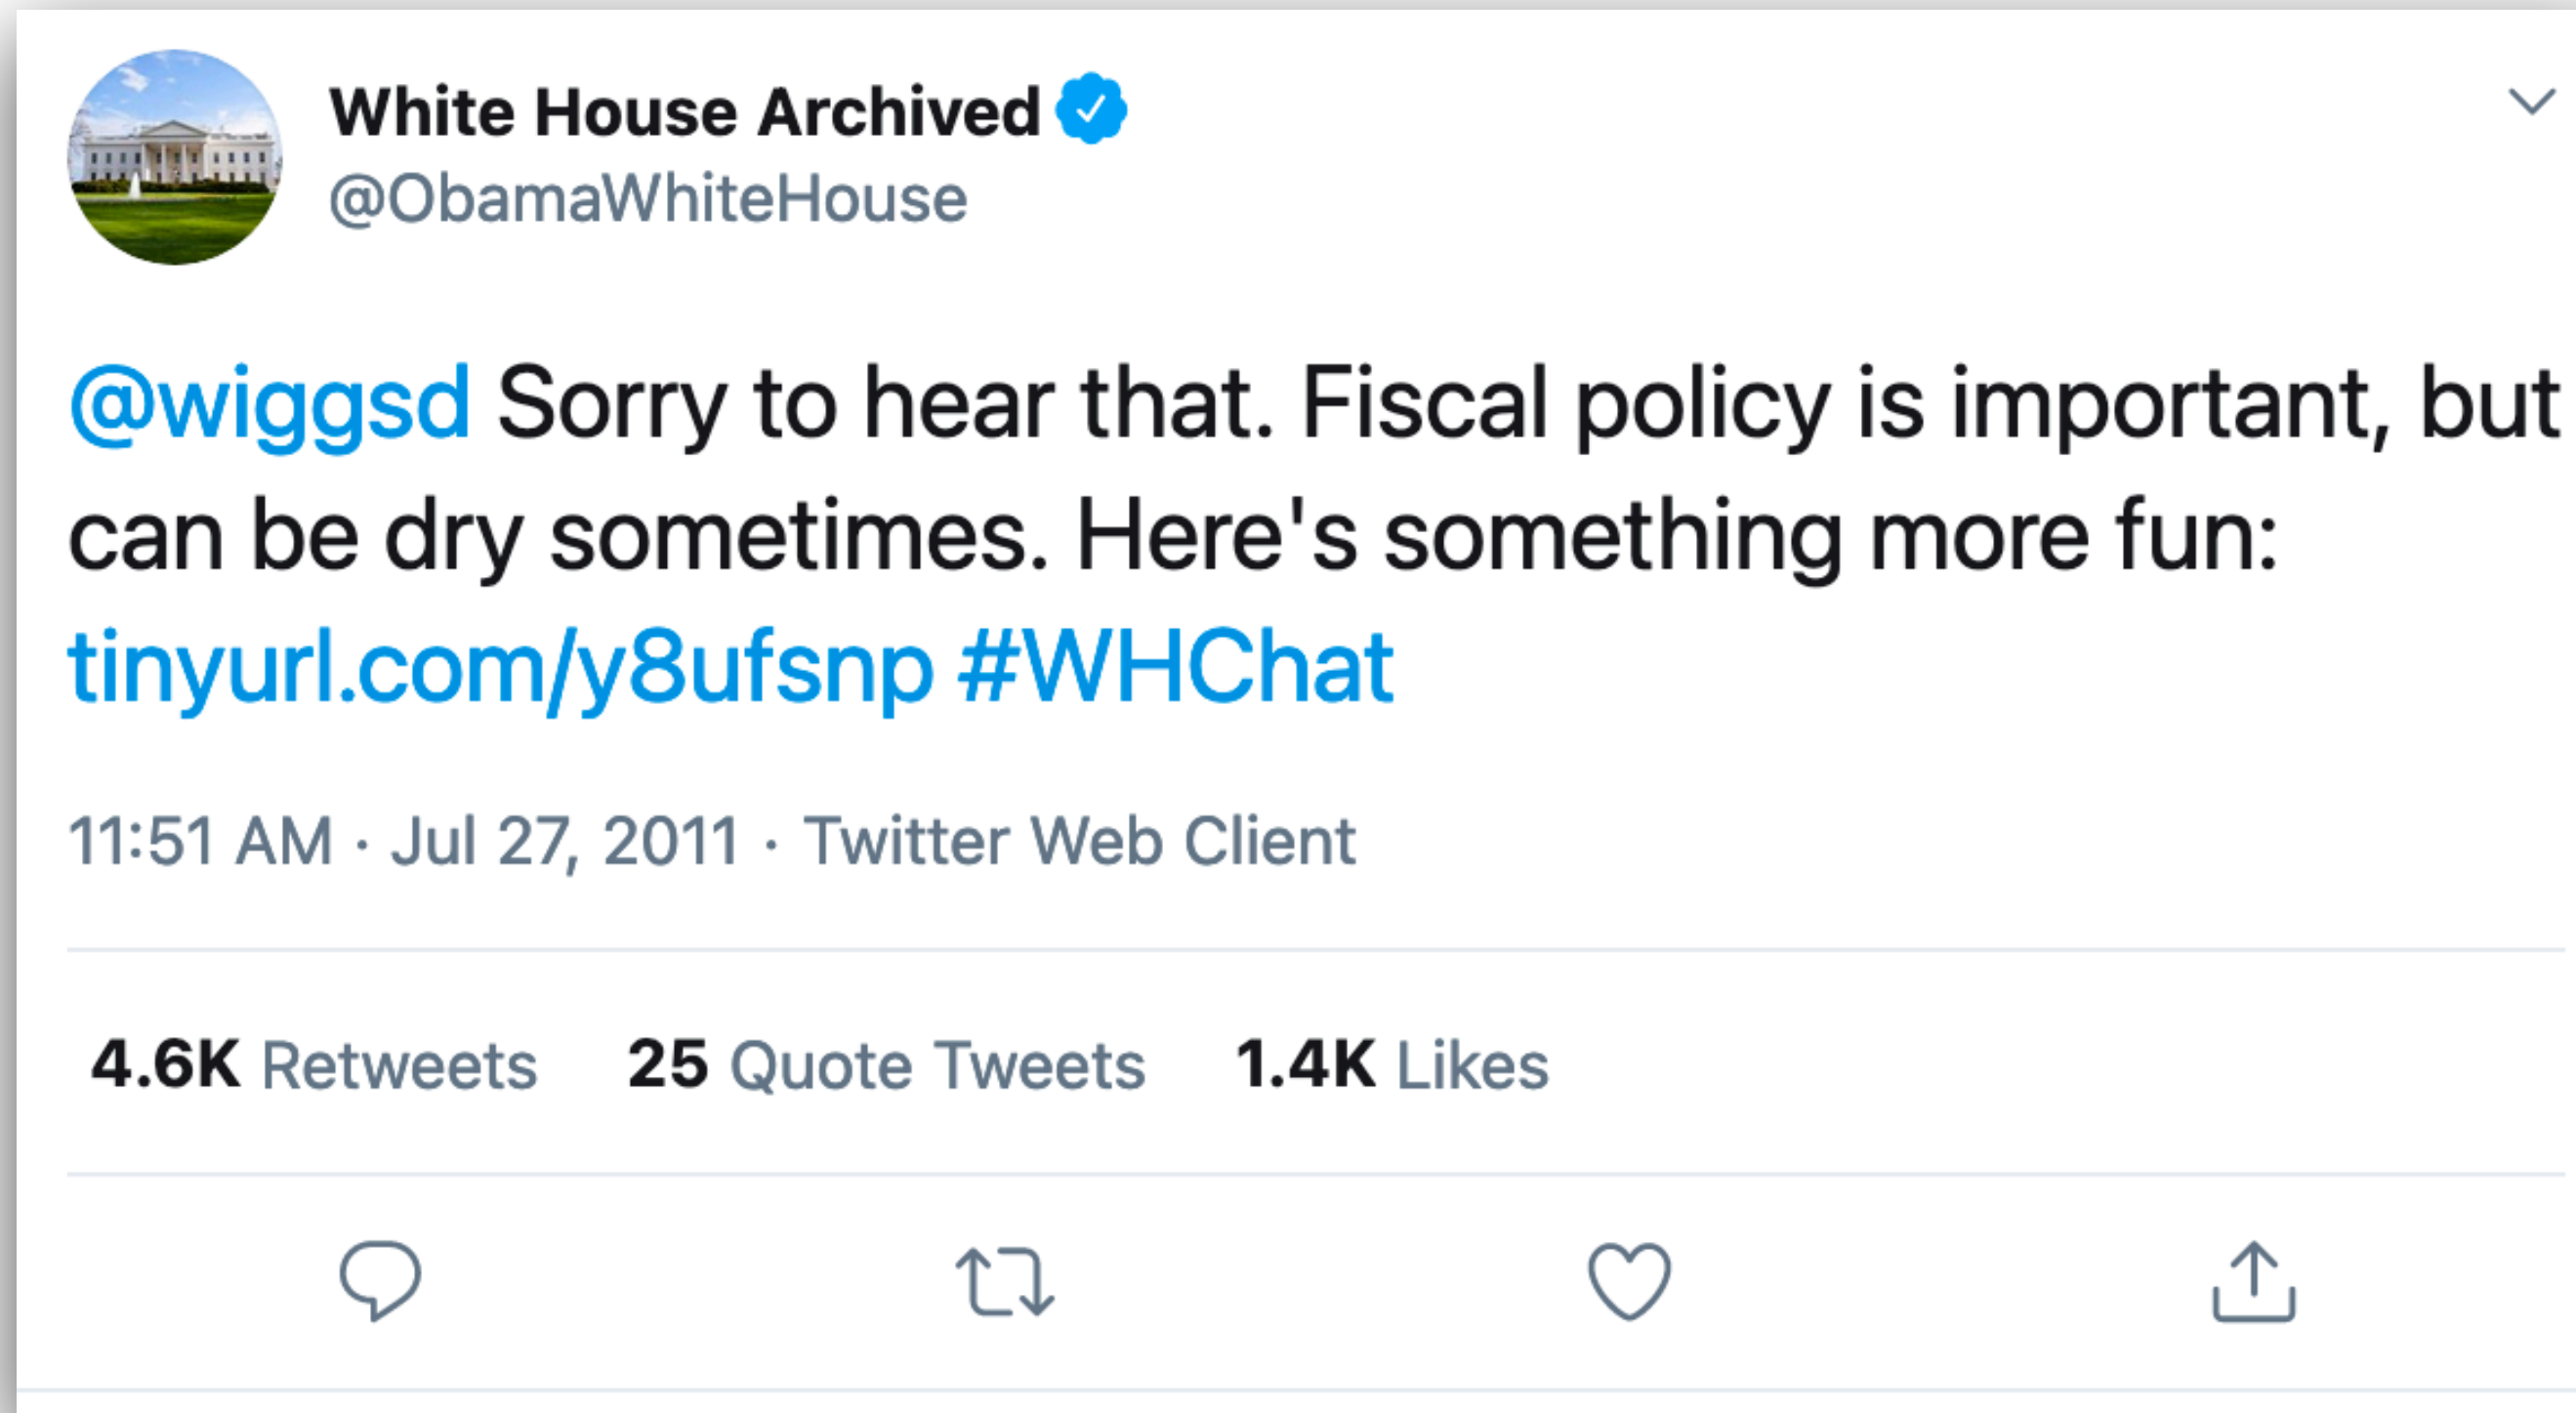 White House Archived
@ObamaWhiteHouse
@wiggsd Sorry to hear that. Fiscal policy is important, but
can be dry sometimes. Here's something more fun:
tinyurl.com/y8ufsnp #WHChat
11:51 AM · Jul 27, 2011 · Twitter Web Client
4.6K Retweets 25 Quote Tweets 1.4K Likes